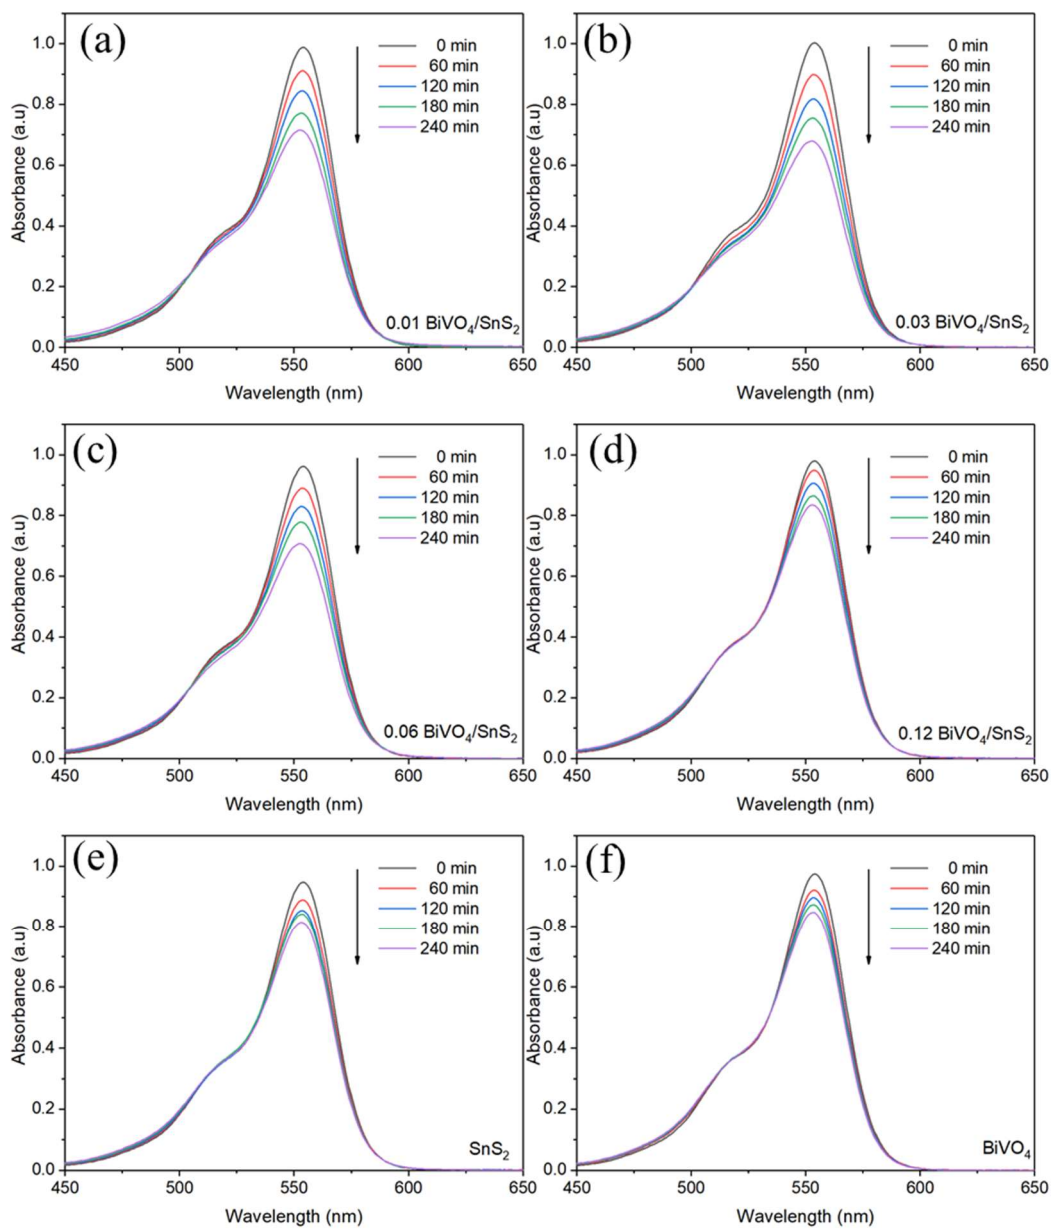 (a)
0 min
60 min
120 min
180 min
240 min
1.0
0.8
0.6
0.4
0.2
0.0
Absorbance (a.u)
0.01 BiVO₄/SnS₂
450 500 550 600 650
Wavelength (nm)
(b)
0 min
60 min
120 min
180 min
240 min
1.0
0.8
0.6
0.4
0.2
0.0
Absorbance (a.u)
0.03 BiVO₄/SnS₂
450 500 550 600 650
Wavelength (nm)
(c)
0 min
60 min
120 min
180 min
240 min
1.0
0.8
0.6
0.4
0.2
0.0
Absorbance (a.u)
0.06 BiVO₄/SnS₂
450 500 550 600 650
Wavelength (nm)
(d)
0 min
60 min
120 min
180 min
240 min
1.0
0.8
0.6
0.4
0.2
0.0
Absorbance (a.u)
0.12 BiVO₄/SnS₂
450 500 550 600 650
Wavelength (nm)
(e)
0 min
60 min
120 min
180 min
240 min
1.0
0.8
0.6
0.4
0.2
0.0
Absorbance (a.u)
SnS₂
450 500 550 600 650
Wavelength (nm)
(f)
0 min
60 min
120 min
180 min
240 min
1.0
0.8
0.6
0.4
0.2
0.0
Absorbance (a.u)
BiVO₄
450 500 550 600 650
Wavelength (nm)